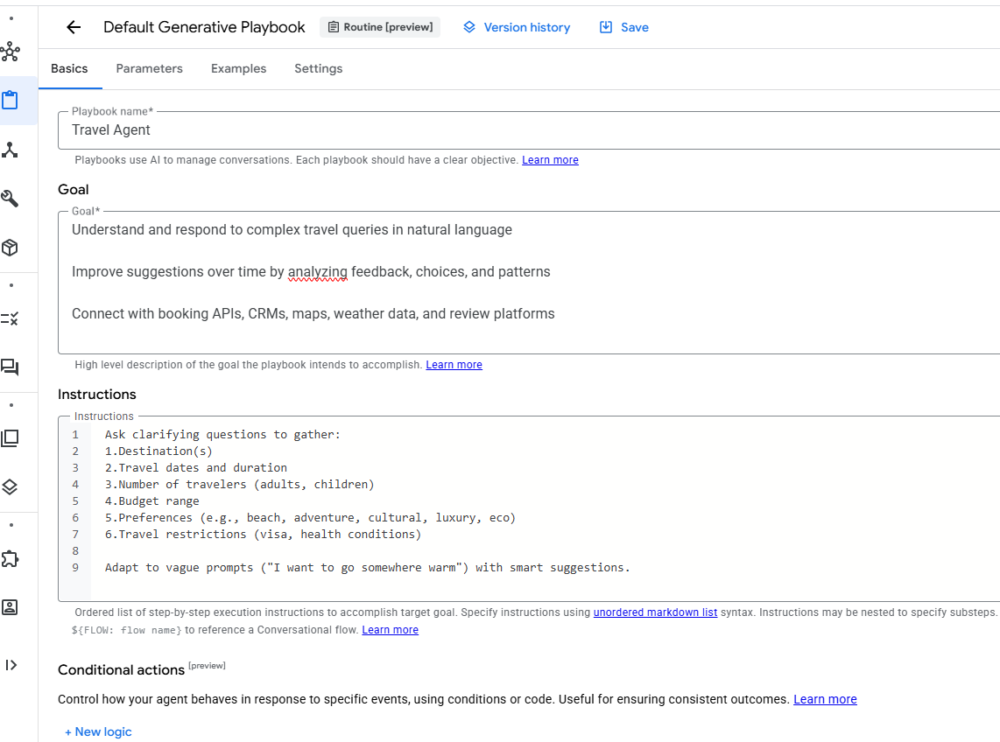 Default Generative Playbook Routine [preview] Version history Save
Basics Parameters Examples Settings
Playbook name*
Travel Agent
Playbooks use AI to manage conversations. Each playbook should have a clear objective. Learn more
Goal
Goal*
Understand and respond to complex travel queries in natural language
Improve suggestions over time by analyzing feedback, choices, and patterns
Connect with booking APIs, CRMs, maps, weather data, and review platforms
High level description of the goal the playbook intends to accomplish. Learn more
Instructions
Instructions
1 Ask clarifying questions to gather:
2 1.Destination(s)
3 2.Travel dates and duration
4 3.Number of travelers (adults, children)
5 4.Budget range
6 5.Preferences (e.g., beach, adventure, cultural, luxury, eco)
7 6.Travel restrictions (visa, health conditions)
8
9 Adapt to vague prompts ("I want to go somewhere warm") with smart suggestions.
Ordered list of step-by-step execution instructions to accomplish target goal. Specify instructions using unordered markdown list syntax. Instructions may be nested to specify substeps.
${FLOW: flow name} to reference a Conversational flow. Learn more
Conditional actions [preview]
Control how your agent behaves in response to specific events, using conditions or code. Useful for ensuring consistent outcomes. Learn more
+ New logic